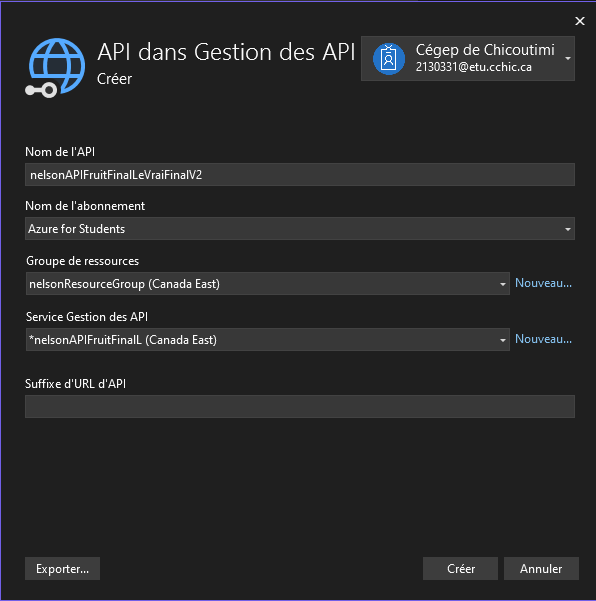 API dans Gestion des API
Créer
Cégep de Chicoutimi
2130331@etu.cchic.ca
Nom de l'API
nelsonAPIFruitFinalLeVraiFinalV2
Nom de l'abonnement
Azure for Students
Groupe de ressources
nelsonResourceGroup (Canada East)
Nouveau...
Service Gestion des API
*nelsonAPIFruitFinalL (Canada East)
Nouveau...
Suffixe d'URL d'API
Exporter...
Créer
Annuler